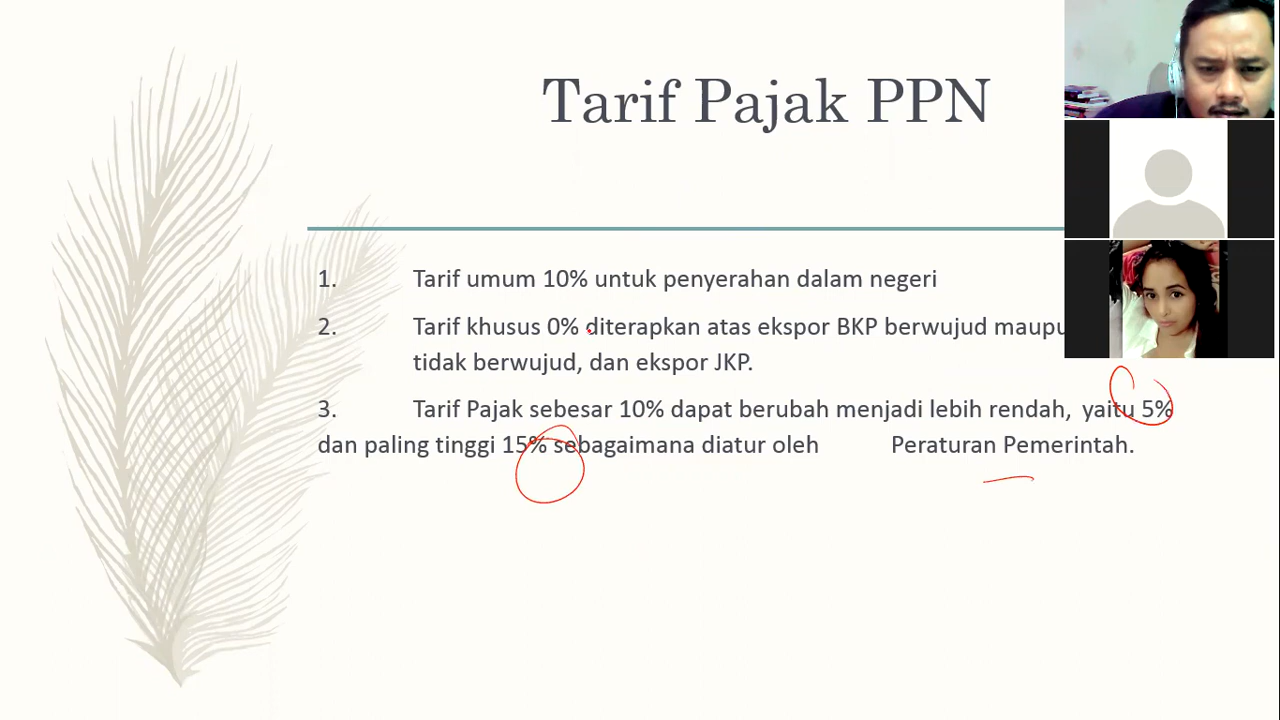 Tarif Pajak PPN
1. Tarif umum 10% untuk penyerahan dalam negeri
2. Tarif khusus 0% diterapkan atas ekspor BKP berwujud maupu
tidak berwujud, dan ekspor JKP.
3. Tarif Pajak sebesar 10% dapat berubah menjadi lebih rendah, yaitu 5%
dan paling tinggi 15% sebagaimana diatur oleh Peraturan Pemerintah.